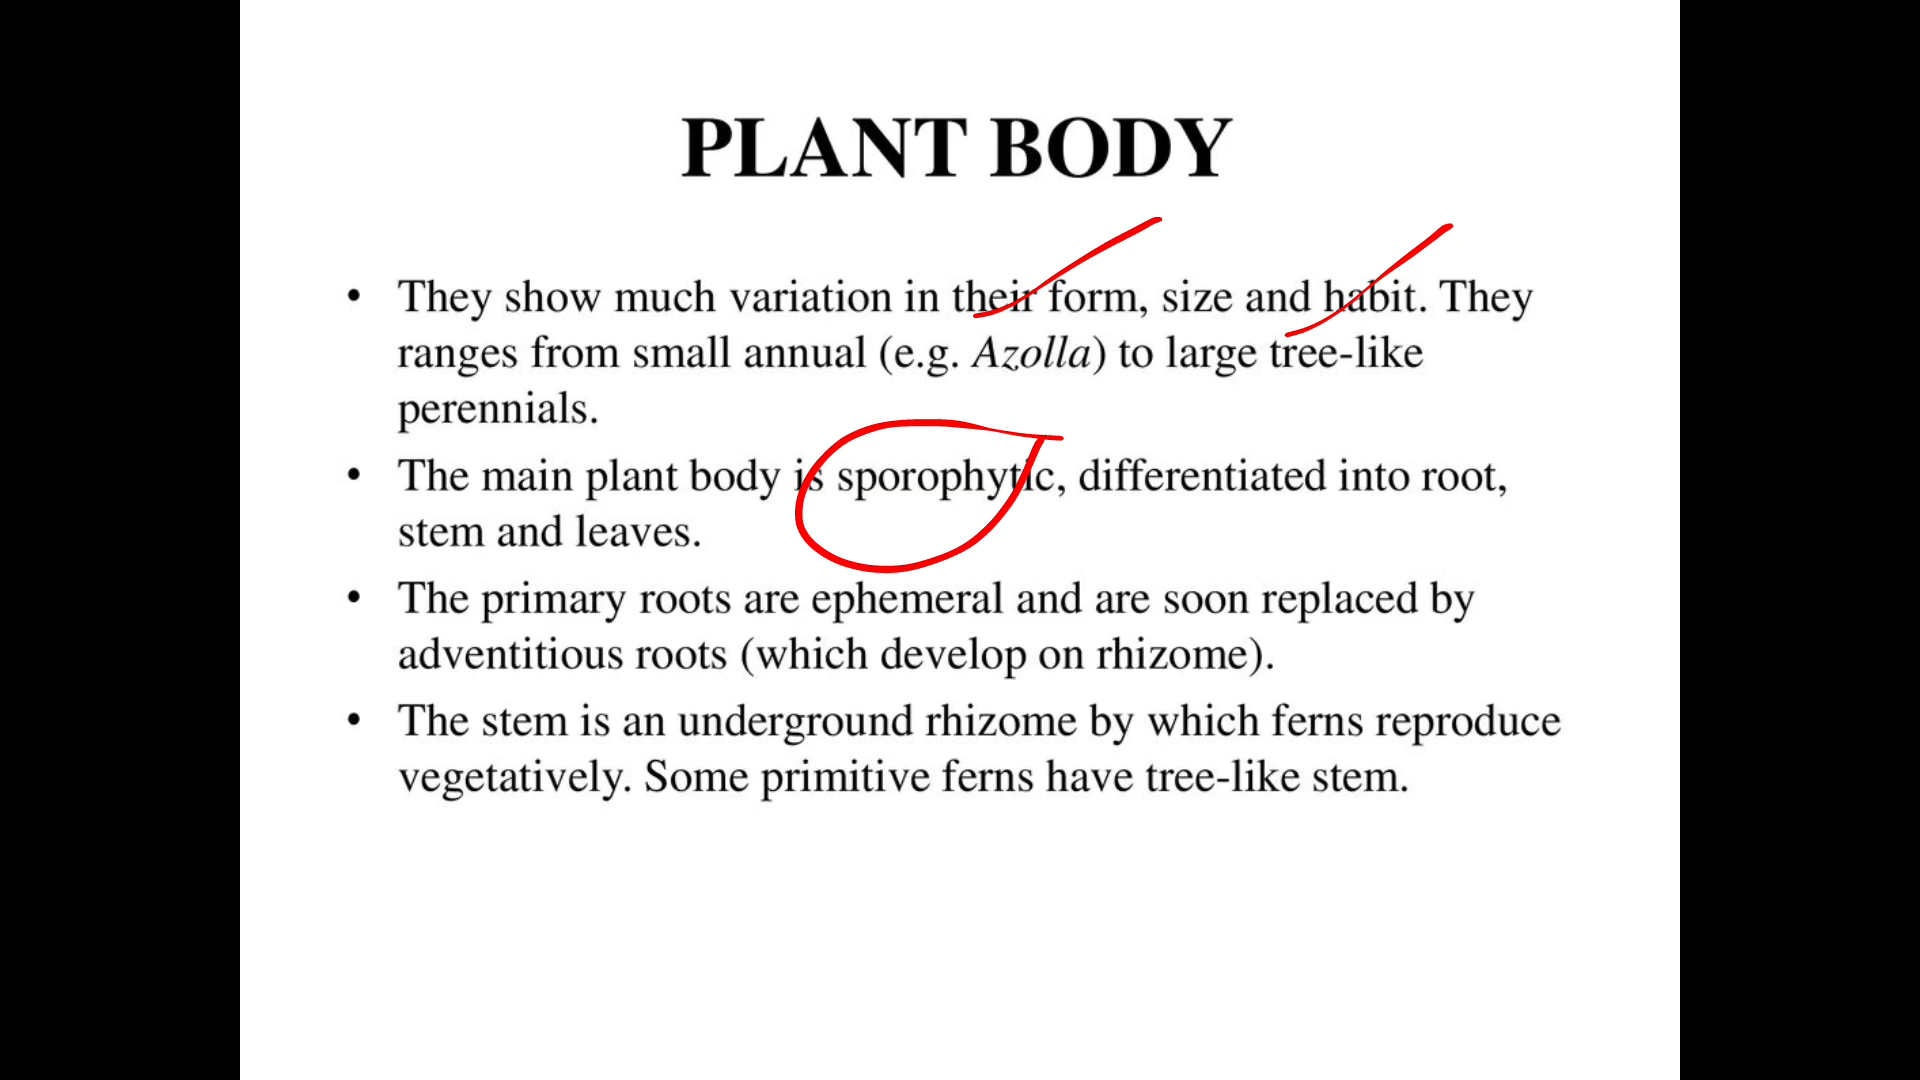 PLANT BODY
• They show much variation in their form, size and habit. They
ranges from small annual (e.g. Azolla) to large tree-like
perennials.
• The main plant body is sporophytic, differentiated into root,
stem and leaves.
• The primary roots are ephemeral and are soon replaced by
adventitious roots (which develop on rhizome).
• The stem is an underground rhizome by which ferns reproduce
vegetatively. Some primitive ferns have tree-like stem.